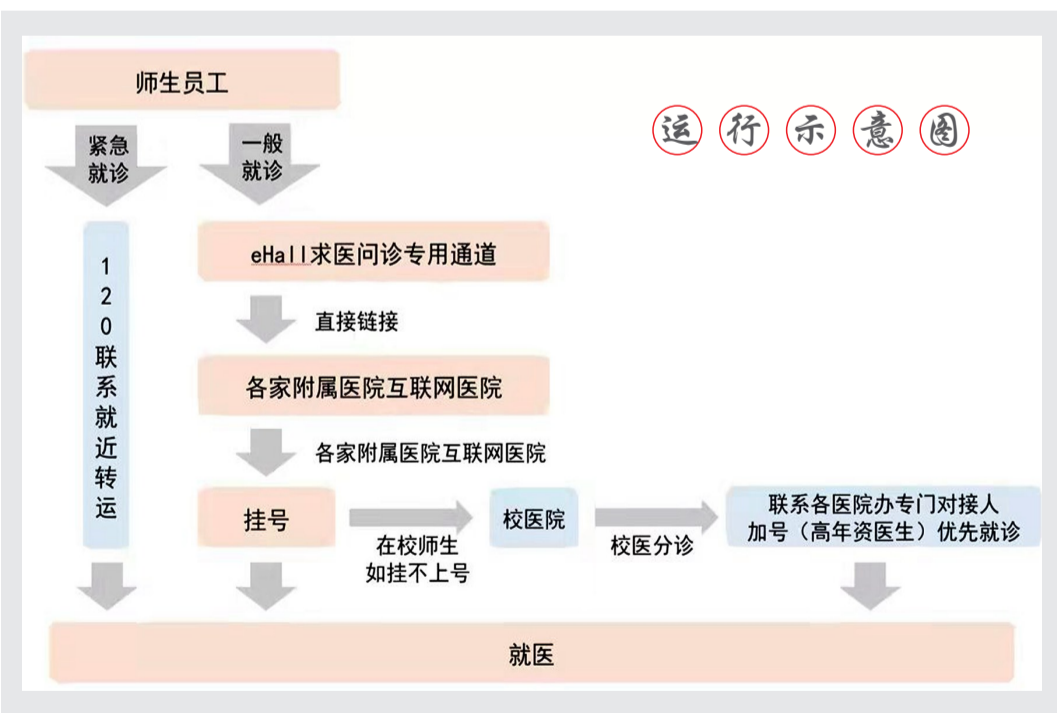 师生员工
运行示意图
紧急
就诊
一般
就诊
120联系就近转运
eHall求医问诊专用通道
直接链接
各家附属医院互联网医院
各家附属医院互联网医院
挂号
在校师生
如挂不上号
校医院
校医分诊
联系各医院办专门对接人
加号（高年资医生）优先就诊
就医